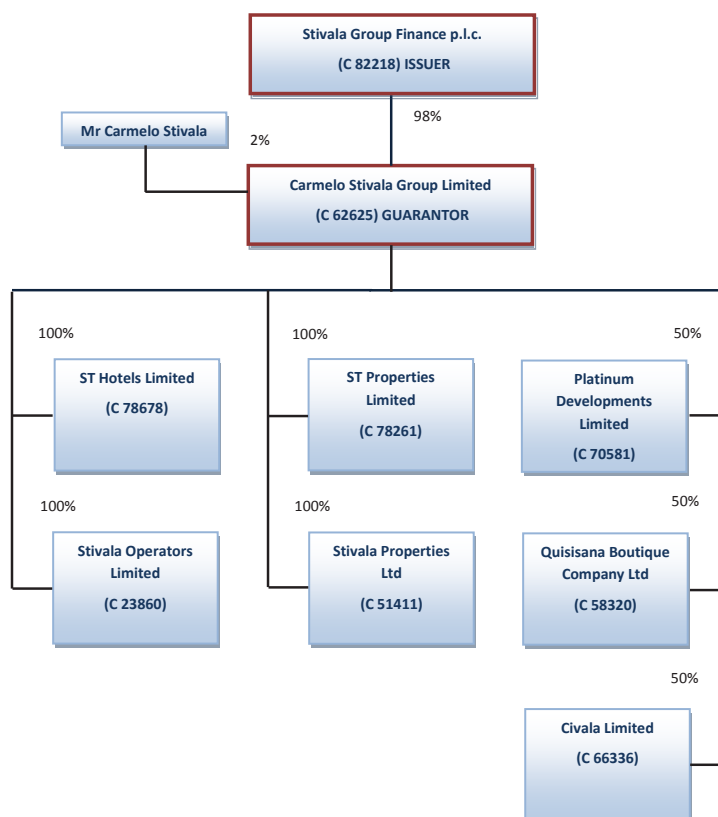 Stivala Group Finance p.l.c.
(C 82218) ISSUER
98%
Mr Carmelo Stivala
2%
Carmelo Stivala Group Limited
(C 62625) GUARANTOR
100%
100%
50%
ST Hotels Limited
(C 78678)
ST Properties
Limited
(C 78261)
Platinum
Developments
Limited
(C 70581)
100%
100%
50%
Stivala Operators
Limited
(C 23860)
Stivala Properties
Ltd
(C 51411)
Quisisana Boutique
Company Ltd
(C 58320)
50%
Civala Limited
(C 66336)